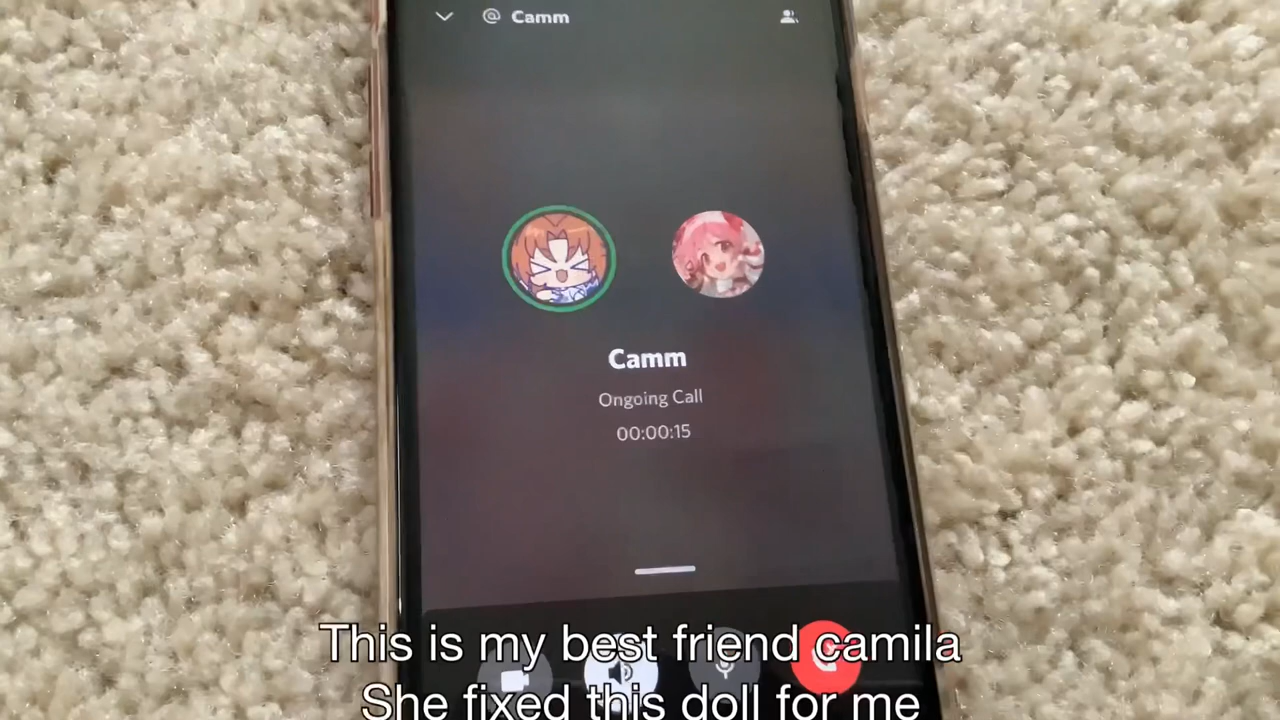 @ Camm
Camm
Ongoing Call
00:00:15
This is my best friend camila
She fixed this doll for me